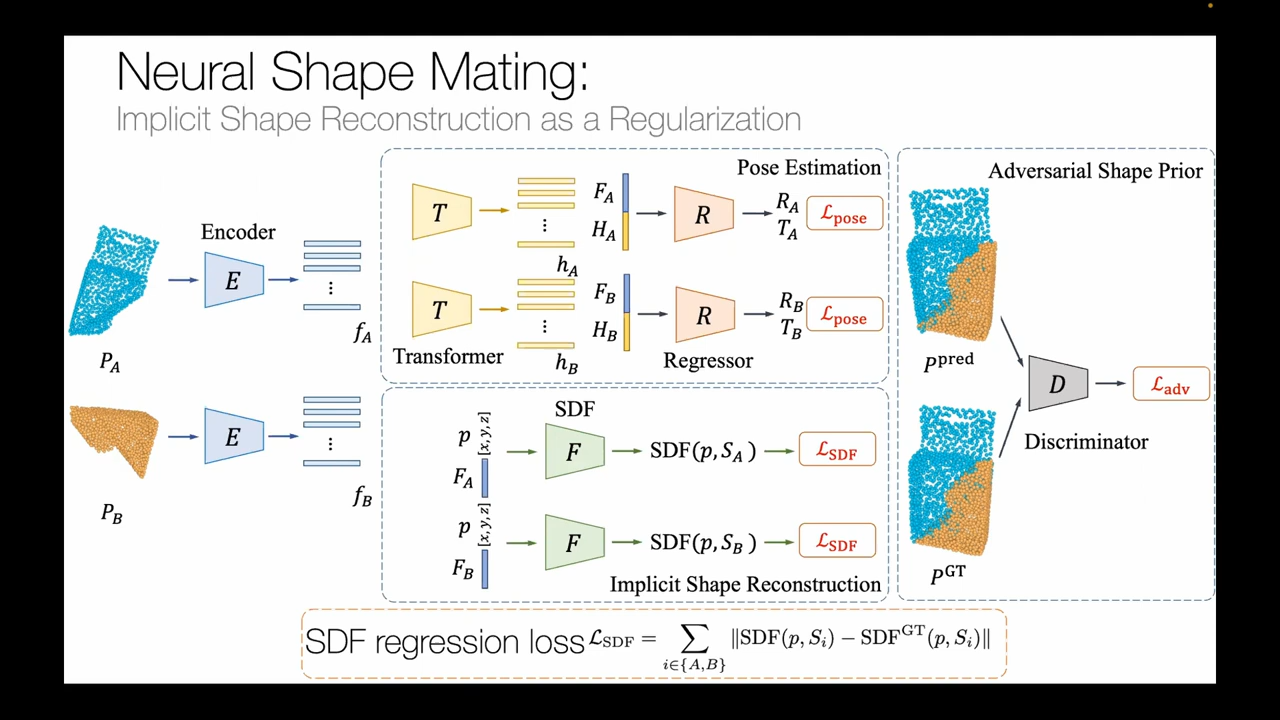 Neural Shape Mating:
Implicit Shape Reconstruction as a Regularization
Encoder
E
f_A
P_A
E
f_B
P_B
Pose Estimation
T
h_A
F_A
H_A
R
R_A
T_A
ℒ_pose
T
Transformer
h_B
F_B
H_B
R
Regressor
R_B
T_B
ℒ_pose
SDF
p [x,y,z]
F_A
F
SDF(p, S_A)
ℒ_SDF
p [x,y,z]
F_B
F
SDF(p, S_B)
ℒ_SDF
Implicit Shape Reconstruction
Adversarial Shape Prior
P^pred
D
Discriminator
ℒ_adv
P^GT
SDF regression loss ℒ_SDF = ∑_{i∈{A,B}} ‖SDF(p, S_i) − SDF^GT(p, S_i)‖